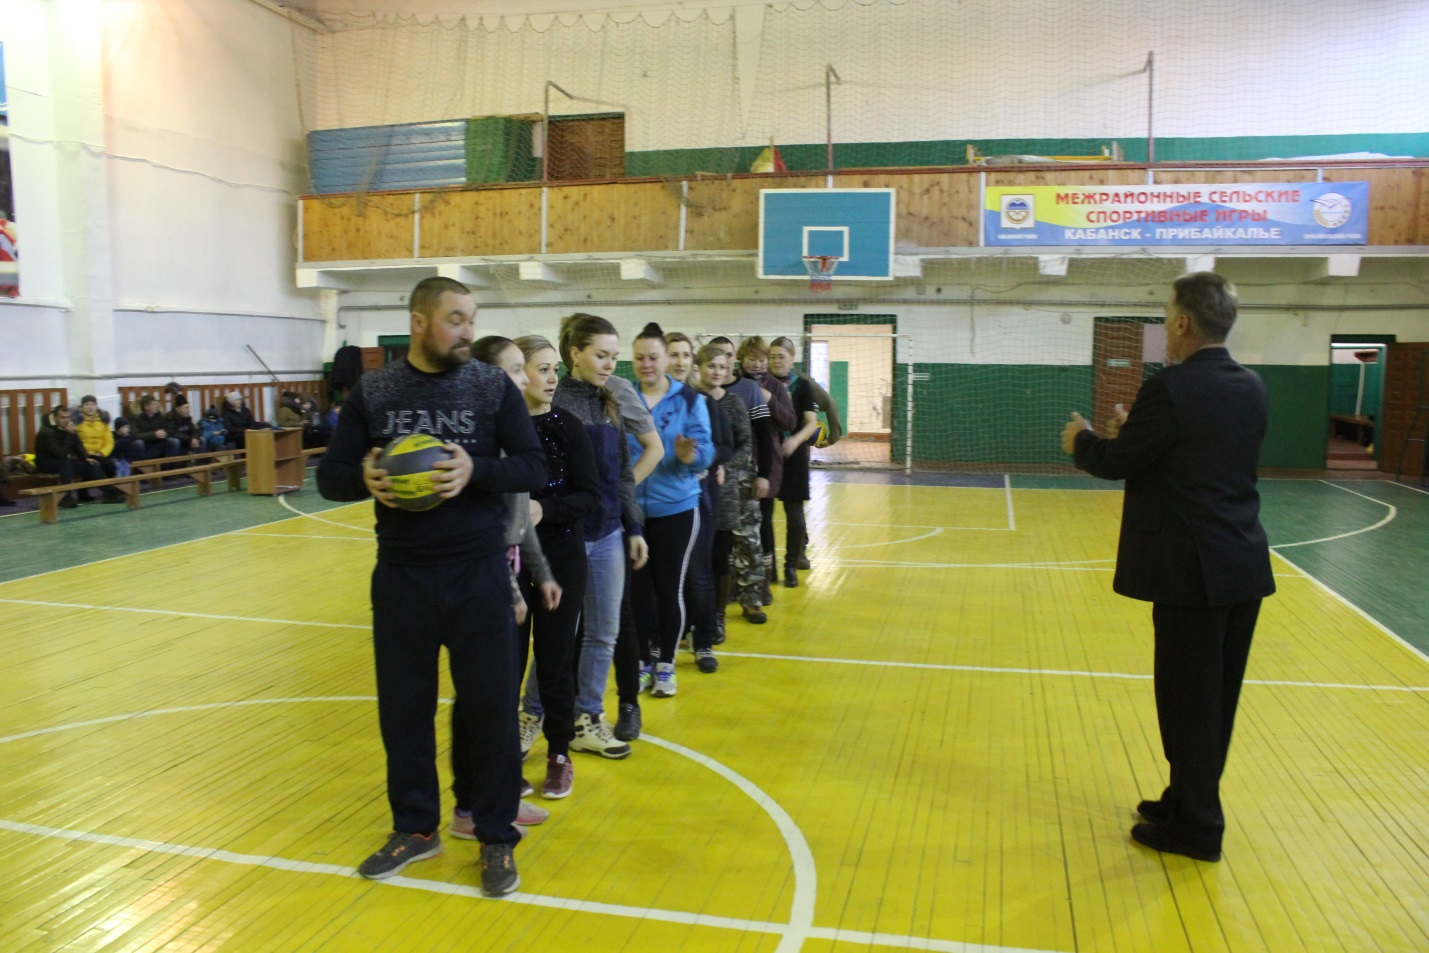 МЕЖРАЙОННЫЕ СЕЛЬСКИЕ
СПОРТИВНЫЕ ИГРЫ
КАБАНСК - ПРИБАЙКАЛЬЕ
JEANS